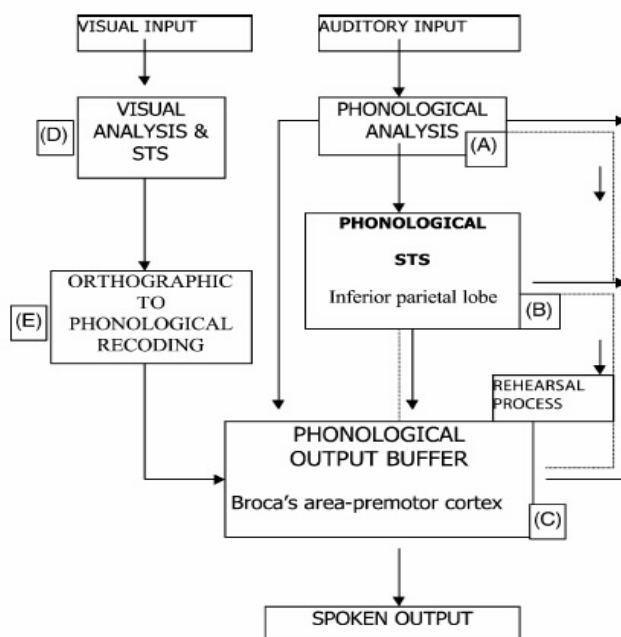 VISUAL INPUT
AUDITORY INPUT
(D)
VISUAL
ANALYSIS &
STS
PHONOLOGICAL
ANALYSIS
(A)
PHONOLOGICAL
STS
Inferior parietal lobe
(B)
(E)
ORTHOGRAPHIC
TO
PHONOLOGICAL
RECODING
REHEARSAL
PROCESS
PHONOLOGICAL
OUTPUT BUFFER
Broca's area-premotor cortex
(C)
SPOKEN OUTPUT